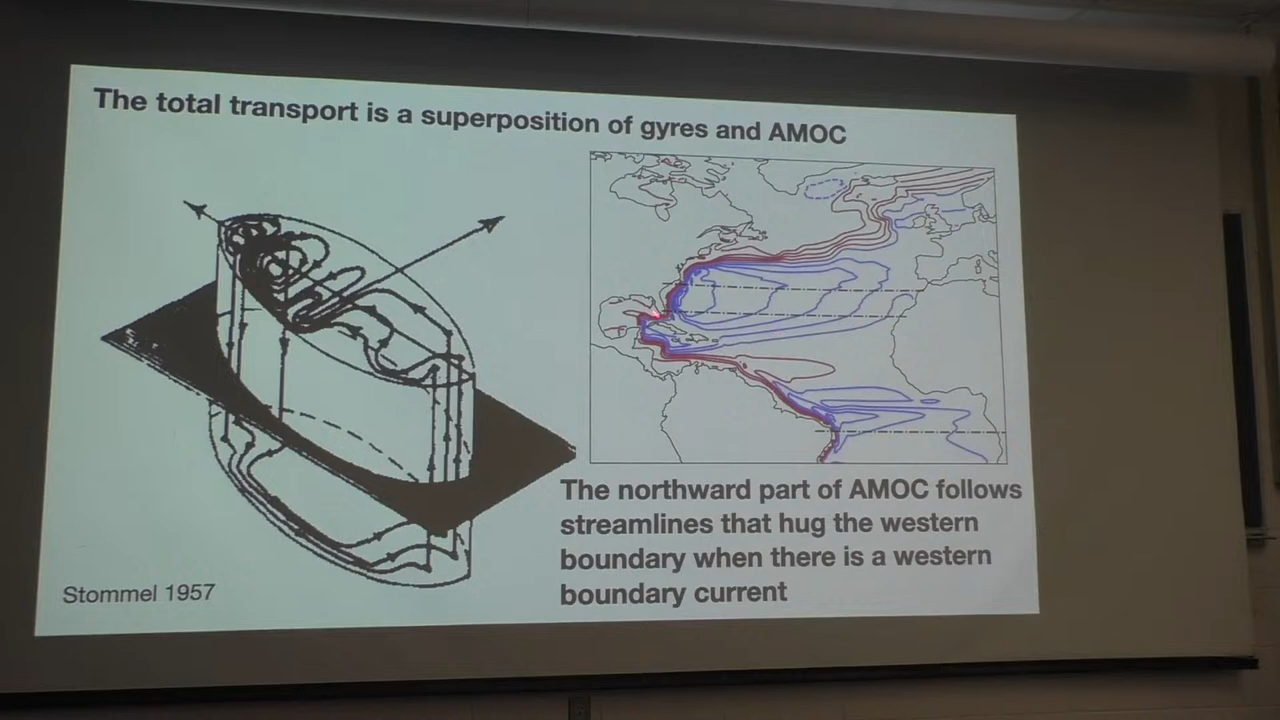 The total transport is a superposition of gyres and AMOC
The northward part of AMOC follows
streamlines that hug the western
boundary when there is a western
boundary current
Stommel 1957